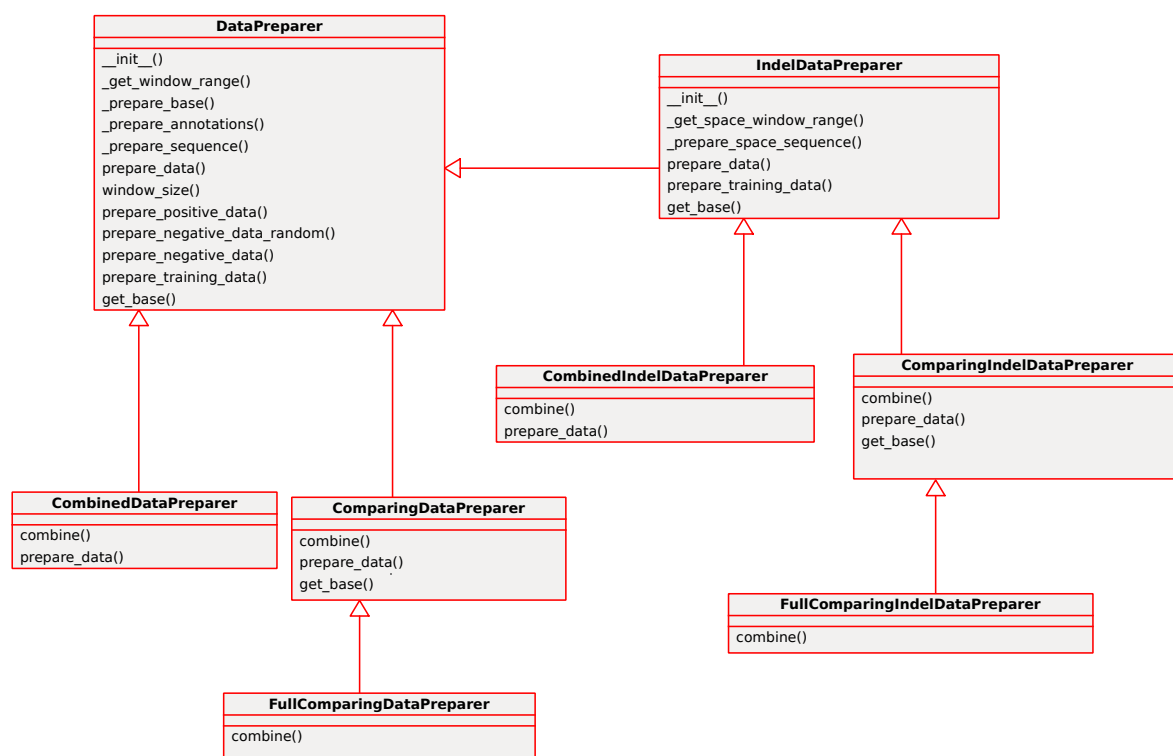 DataPreparer
__init__()
_get_window_range()
_prepare_base()
_prepare_annotations()
_prepare_sequence()
prepare_data()
window_size()
prepare_positive_data()
prepare_negative_data_random()
prepare_negative_data()
prepare_training_data()
get_base()
IndelDataPreparer
__init__()
_get_space_window_range()
_prepare_space_sequence()
prepare_data()
prepare_training_data()
get_base()
CombinedIndelDataPreparer
combine()
prepare_data()
ComparingIndelDataPreparer
combine()
prepare_data()
get_base()
CombinedDataPreparer
combine()
prepare_data()
ComparingDataPreparer
combine()
prepare_data()
get_base()
FullComparingIndelDataPreparer
combine()
FullComparingDataPreparer
combine()